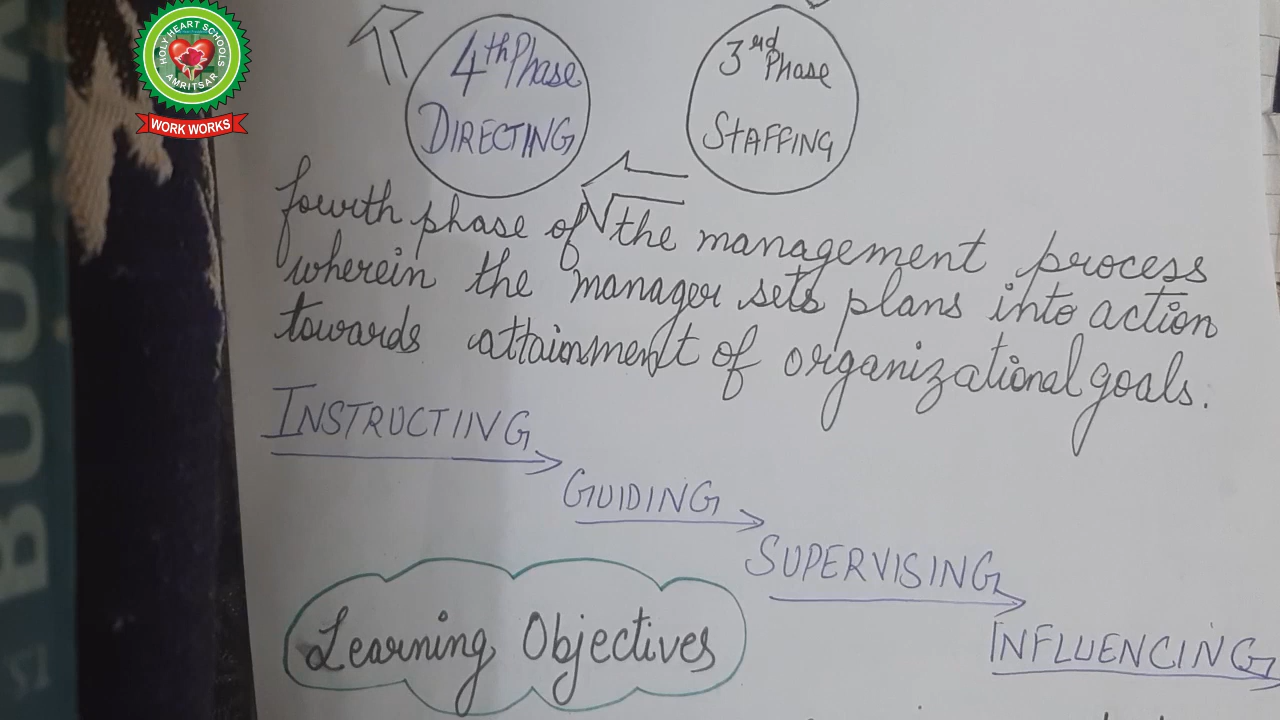 HOLY HEART SCHOOLS
AMRITSAR
WORK WORKS
4th Phase
DIRECTING
3rd Phase
STAFFING
fourth phase of the management process
wherein the manager sets plans into action
towards attainment of organizational goals.
INSTRUCTING
GUIDING
SUPERVISING
INFLUENCING
Learning Objectives